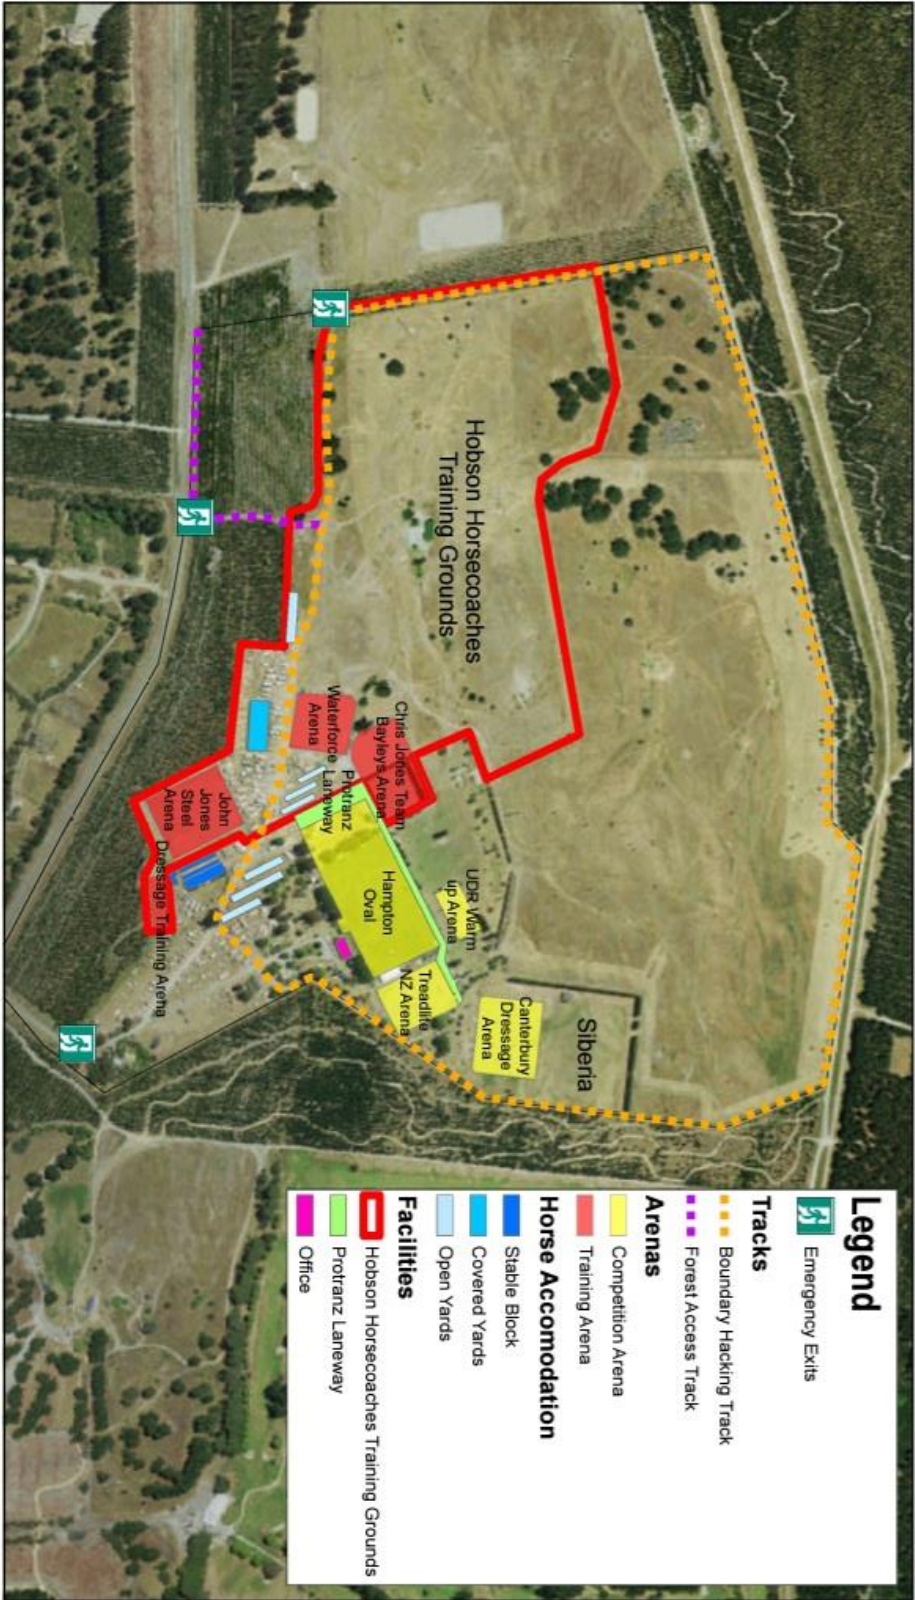 Hobson Horsecoaches
Training Grounds
Siberia
Canterbury
Dressage
Arena
UDR Warm
up Arena
Treadlite
NZ Arena
Chris Jones Team
Bayleys Arena
Hampton
Oval
Waterforce
Arena
Protranz
Laneway
John
Jones
Steel
Arena
Dressage Training Arena
Legend
Emergency Exits
Tracks
Boundary Hacking Track
Forest Access Track
Arenas
Competition Arena
Training Arena
Horse Accomodation
Stable Block
Covered Yards
Open Yards
Facilities
Hobson Horsecoaches Training Grounds
Protranz Laneway
Office